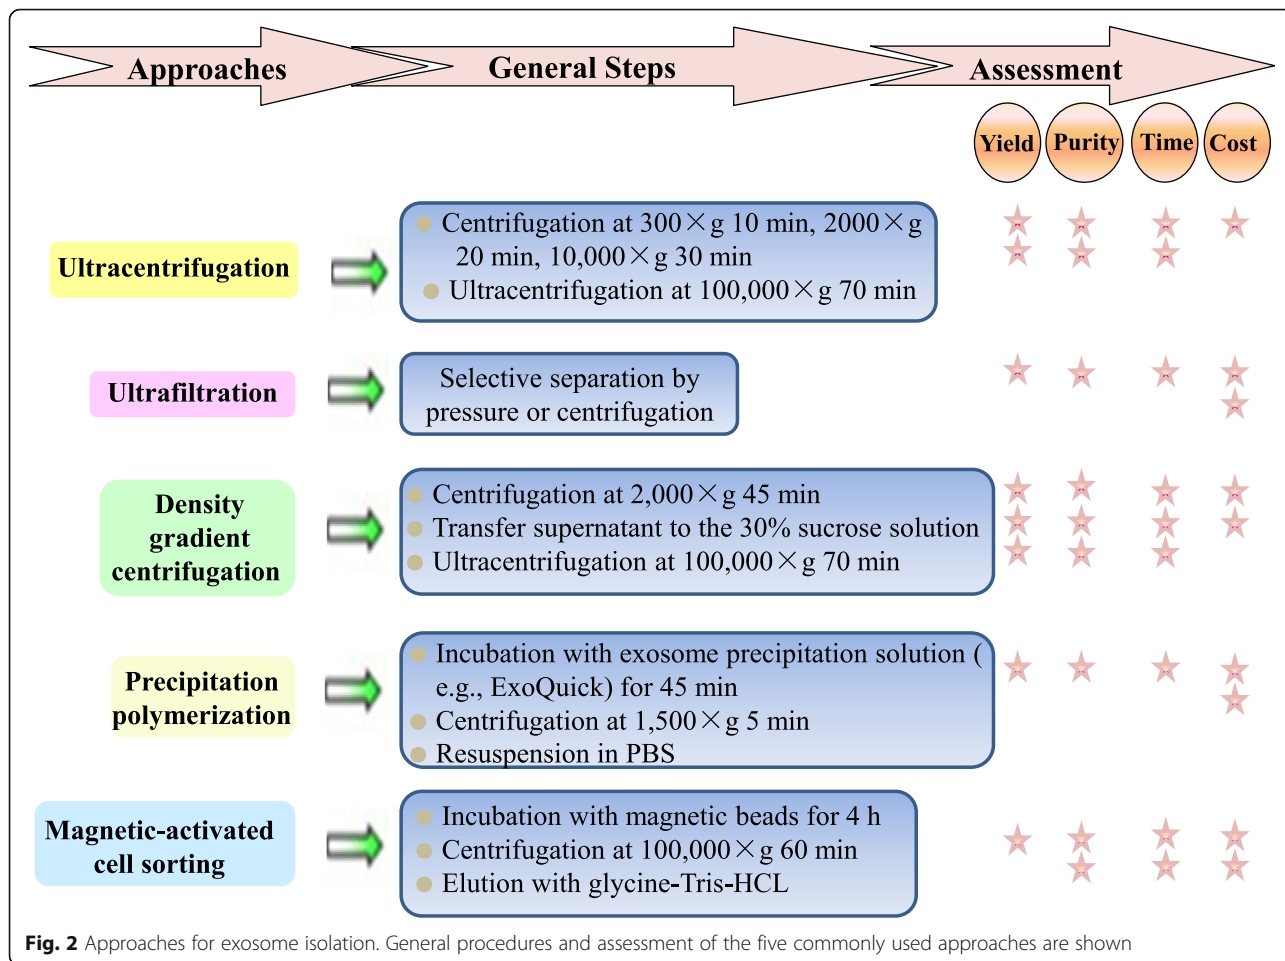 Approaches
General Steps
Assessment
Yield
Purity
Time
Cost
Ultracentrifugation
● Centrifugation at 300×g 10 min, 2000×g
20 min, 10,000×g 30 min
● Ultracentrifugation at 100,000×g 70 min
Ultrafiltration
Selective separation by
pressure or centrifugation
Density
gradient
centrifugation
● Centrifugation at 2,000×g 45 min
● Transfer supernatant to the 30% sucrose solution
● Ultracentrifugation at 100,000×g 70 min
Precipitation
polymerization
● Incubation with exosome precipitation solution (
e.g., ExoQuick) for 45 min
● Centrifugation at 1,500×g 5 min
● Resuspension in PBS
Magnetic-activated
cell sorting
● Incubation with magnetic beads for 4 h
● Centrifugation at 100,000×g 60 min
● Elution with glycine-Tris-HCL
Fig. 2 Approaches for exosome isolation. General procedures and assessment of the five commonly used approaches are shown